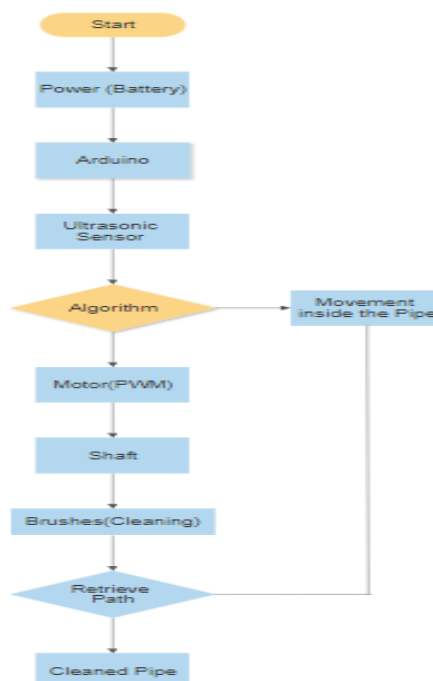 Start
Power (Battery)
Arduino
Ultrasonic
Sensor
Algorithm
Movement
inside the Pipe
Motor(PWM)
Shaft
Brushes(Cleaning)
Retrieve
Path
Cleaned Pipe